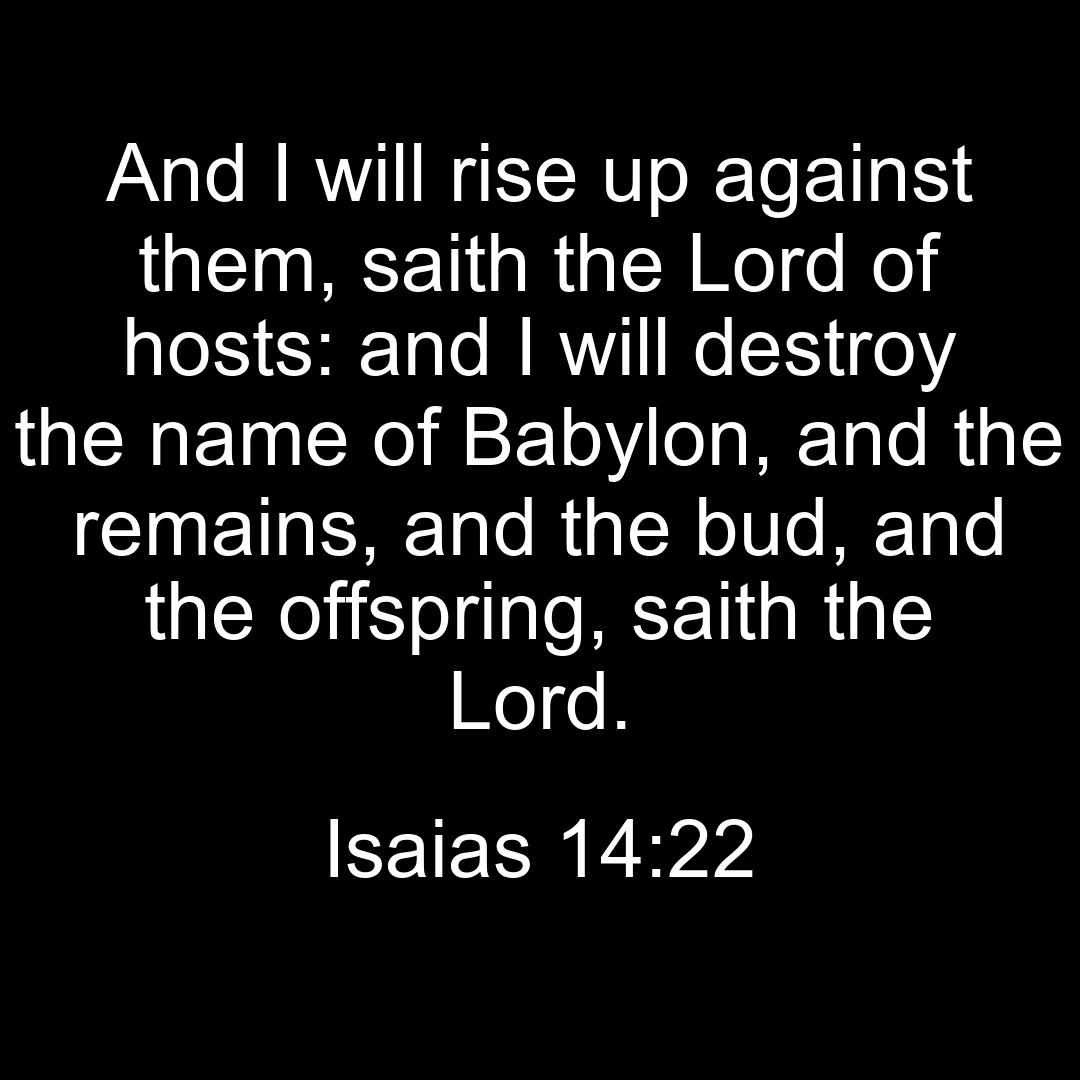 And I will rise up against
them, saith the Lord of
hosts: and I will destroy
the name of Babylon, and the
remains, and the bud, and
the offspring, saith the
Lord.
Isaias 14:22